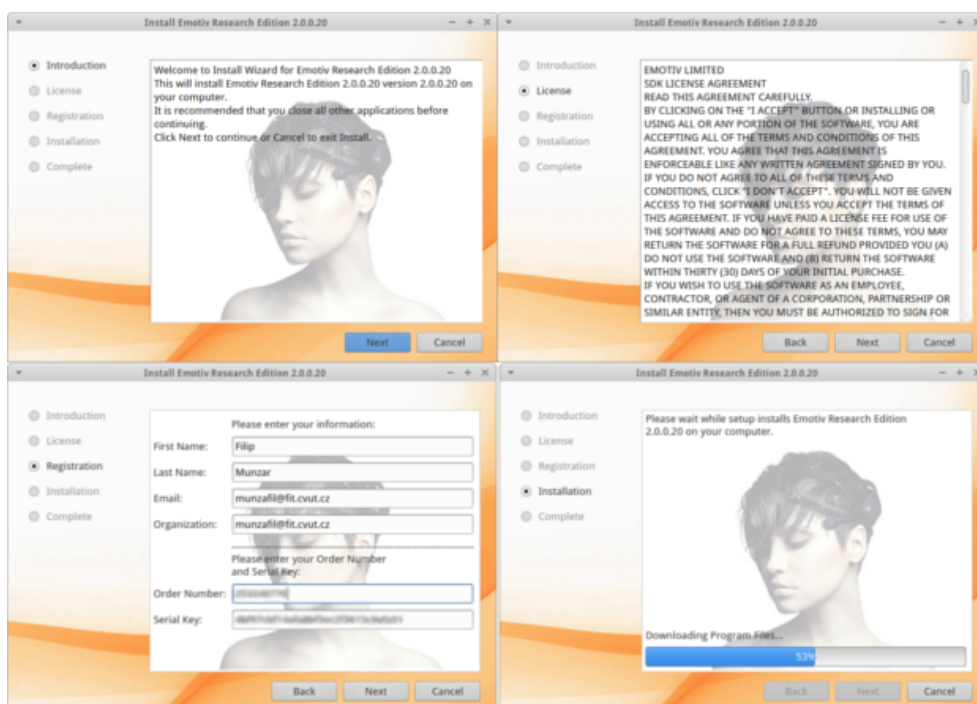 Install Emotiv Research Edition 2.0.0.20
Introduction
License
Registration
Installation
Complete
Welcome to Install Wizard for Emotiv Research Edition 2.0.0.20
This will install Emotiv Research Edition 2.0.0.20 version 2.0.0.20 on
your computer.
It is recommended that you close all other applications before
continuing.
Click Next to continue or Cancel to exit Install.
Next Cancel
Install Emotiv Research Edition 2.0.0.20
Introduction
License
Registration
Installation
Complete
EMOTIV LIMITED
SDK LICENSE AGREEMENT
READ THIS AGREEMENT CAREFULLY.
BY CLICKING ON THE "I ACCEPT" BUTTON OR INSTALLING OR
USING ALL OR ANY PORTION OF THE SOFTWARE, YOU ARE
ACCEPTING ALL OF THE TERMS AND CONDITIONS OF THIS
AGREEMENT. YOU AGREE THAT THIS AGREEMENT IS
ENFORCEABLE LIKE ANY WRITTEN AGREEMENT SIGNED BY YOU.
IF YOU DO NOT AGREE TO ALL OF THESE TERMS AND
CONDITIONS, CLICK "I DON'T ACCEPT". YOU WILL NOT BE GIVEN
ACCESS TO THE SOFTWARE UNLESS YOU ACCEPT THE TERMS OF
THIS AGREEMENT. IF YOU HAVE PAID A LICENSE FEE FOR USE OF
THE SOFTWARE AND DO NOT AGREE TO THESE TERMS, YOU MAY
RETURN THE SOFTWARE FOR A FULL REFUND PROVIDED YOU (A)
DO NOT USE THE SOFTWARE AND (B) RETURN THE SOFTWARE
WITHIN THIRTY (30) DAYS OF YOUR INITIAL PURCHASE.
IF YOU WISH TO USE THE SOFTWARE AS AN EMPLOYEE,
CONTRACTOR, OR AGENT OF A CORPORATION, PARTNERSHIP OR
SIMILAR ENTITY, THEN YOU MUST BE AUTHORIZED TO SIGN FOR
Back Next Cancel
Install Emotiv Research Edition 2.0.0.20
Introduction
License
Registration
Installation
Complete
Please enter your information:
First Name: Filip
Last Name: Munzar
Email: munzafil@fit.cvut.cz
Organization: munzafil@fit.cvut.cz
Please enter your Order Number
and Serial Key:
Order Number:
Serial Key:
Back Next Cancel
Install Emotiv Research Edition 2.0.0.20
Introduction
License
Registration
Installation
Complete
Please wait while setup installs Emotiv Research Edition
2.0.0.20 on your computer.
Downloading Program Files...
53%
Back Next Cancel